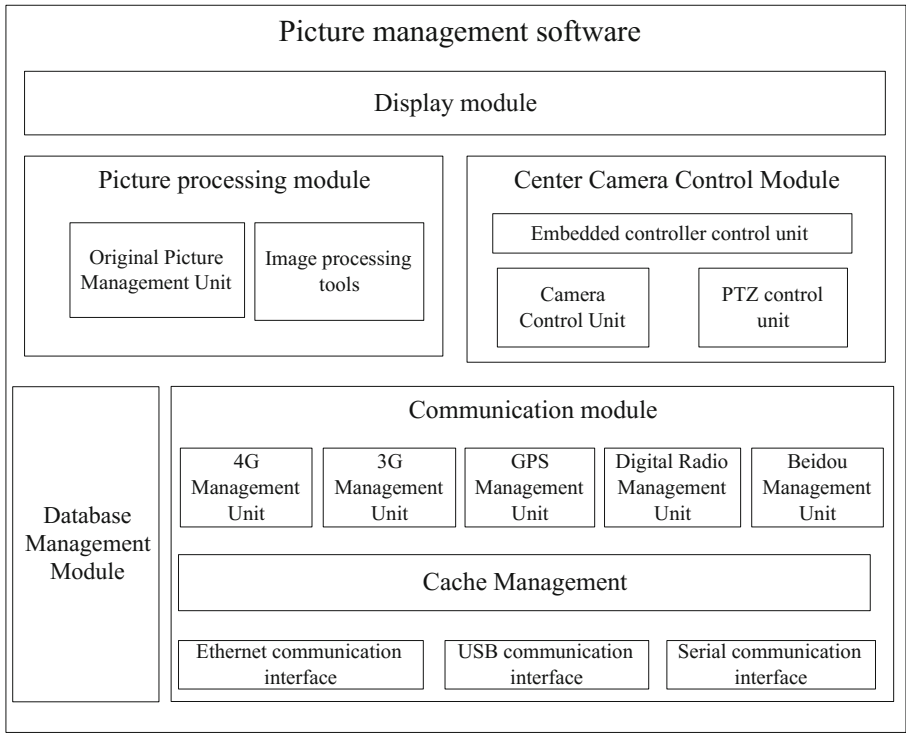 Picture management software
Display module
Picture processing module
Original Picture
Management Unit
Image processing
tools
Center Camera Control Module
Embedded controller control unit
Camera
Control Unit
PTZ control
unit
Database
Management
Module
Communication module
4G
Management
Unit
3G
Management
Unit
GPS
Management
Unit
Digital Radio
Management
Unit
Beidou
Management
Unit
Cache Management
Ethernet communication
interface
USB communication
interface
Serial communication
interface